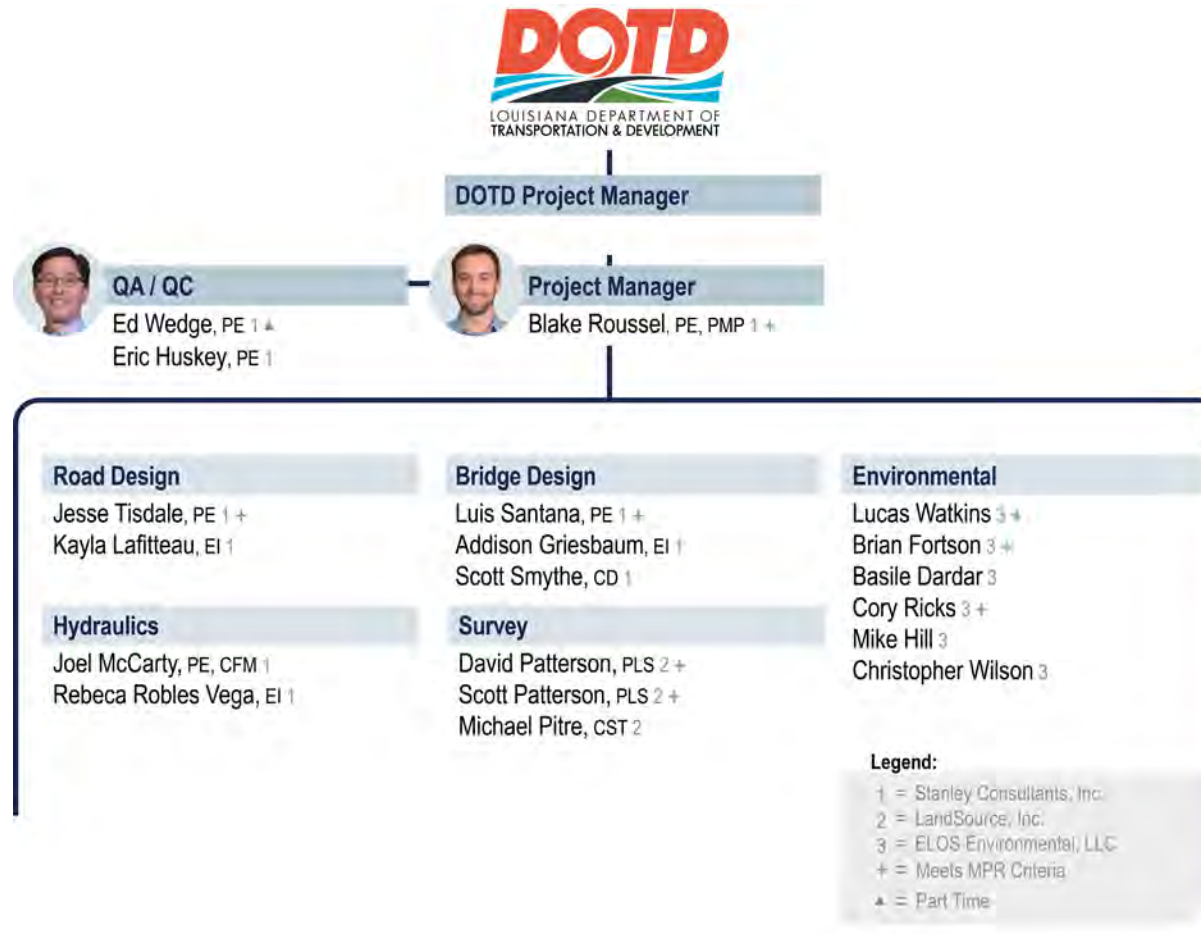 DOTD
LOUISIANA DEPARTMENT OF
TRANSPORTATION & DEVELOPMENT
DOTD Project Manager
QA / QC
Ed Wedge, PE 1 ▲
Eric Huskey, PE 1
Project Manager
Blake Roussel, PE, PMP 1 +
Road Design
Jesse Tisdale, PE 1 +
Kayla Lafitteau, EI 1
Hydraulics
Joel McCarty, PE, CFM 1
Rebeca Robles Vega, EI 1
Bridge Design
Luis Santana, PE 1 +
Addison Griesbaum, EI 1
Scott Smythe, CD 1
Survey
David Patterson, PLS 2 +
Scott Patterson, PLS 2 +
Michael Pitre, CST 2
Environmental
Lucas Watkins 3 +
Brian Fortson 3 +
Basile Dardar 3
Cory Ricks 3 +
Mike Hill 3
Christopher Wilson 3
Legend:
1 = Stanley Consultants, Inc.
2 = LandSource, Inc.
3 = ELOS Environmental, LLC
+ = Meets MPR Criteria
▲ = Part Time